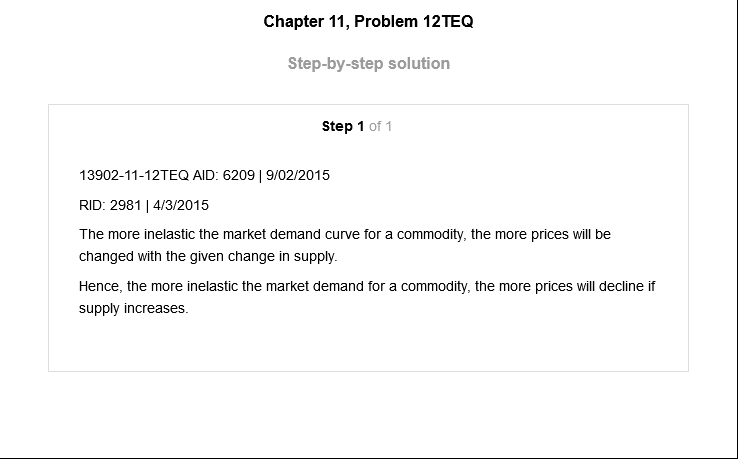 Chapter 11, Problem 12TEQ
Step-by-step solution
Step 1 of 1
13902-11-12TEQ AID: 6209 | 9/02/2015
RID: 2981 | 4/3/2015
The more inelastic the market demand curve for a commodity, the more prices will be
changed with the given change in supply.
Hence, the more inelastic the market demand for a commodity, the more prices will decline if
supply increases.